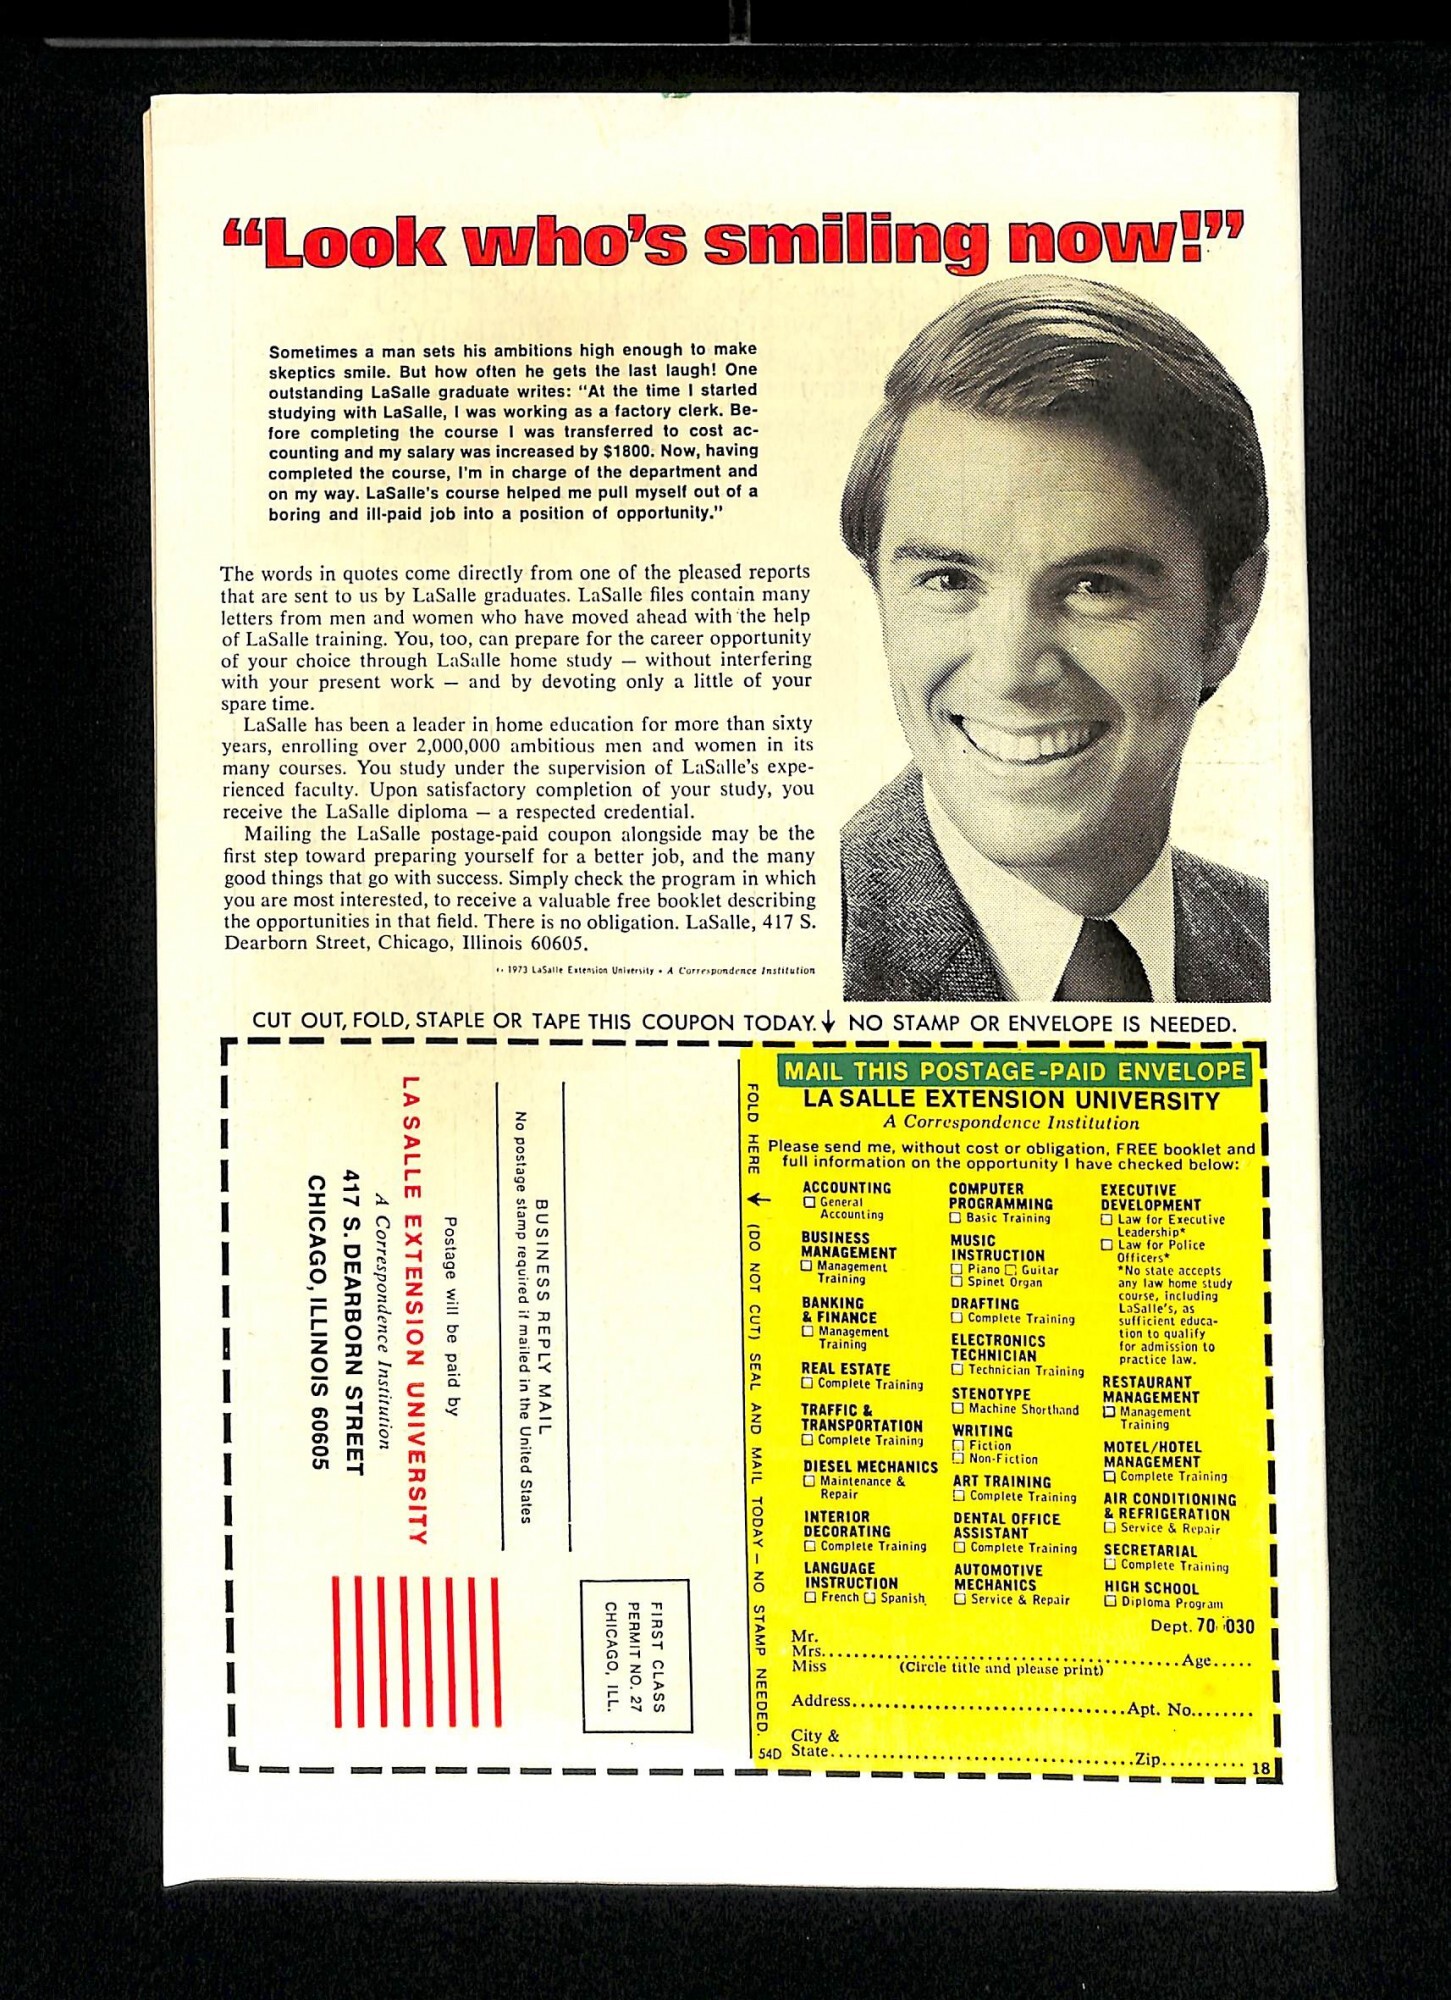 “Look who’s smiling now!”
Sometimes a man sets his ambitions high enough to make
skeptics smile. But how often he gets the last laugh! One
outstanding LaSalle graduate writes: “At the time I started
studying with LaSalle, I was working as a factory clerk. Be-
fore completing the course I was transferred to cost ac-
counting and my salary was increased by $1800. Now, having
completed the course, I'm in charge of the department and
on my way. LaSalle's course helped me pull myself out of a
boring and ill-paid job into a position of opportunity.”
The words in quotes come directly from one of the pleased reports
that are sent to us by LaSalle graduates. LaSalle files contain many
letters from men and women who have moved ahead with the help
of LaSalle training. You, too, can prepare for the career opportunity
of your choice through LaSalle home study — without interfering
with your present work — and by devoting only a little of your
spare time.
LaSalle has been a leader in home education for more than sixty
years, enrolling over 2,000,000 ambitious men and women in its
many courses. You study under the supervision of LaSalle's expe-
rienced faculty. Upon satisfactory completion of your study, you
receive the LaSalle diploma — a respected credential.
Mailing the LaSalle postage-paid coupon alongside may be the
first step toward preparing yourself for a better job, and the many
good things that go with success. Simply check the program in which
you are most interested, to receive a valuable free booklet describing
the opportunities in that field. There is no obligation. LaSalle, 417 S.
Dearborn Street, Chicago, Illinois 60605.
1973 LaSalle Extension University • A Correspondence Institution
CUT OUT, FOLD, STAPLE OR TAPE THIS COUPON TODAY. ↓ NO STAMP OR ENVELOPE IS NEEDED.
FIRST CLASS
PERMIT NO. 27
CHICAGO, ILL.
BUSINESS REPLY MAIL
No postage stamp required if mailed in the United States
Postage will be paid by
LA SALLE EXTENSION UNIVERSITY
A Correspondence Institution
417 S. DEARBORN STREET
CHICAGO, ILLINOIS 60605
FOLD HERE → (DO NOT CUT) SEAL AND MAIL TODAY — NO STAMP NEEDED.
54D
MAIL THIS POSTAGE-PAID ENVELOPE
LA SALLE EXTENSION UNIVERSITY
A Correspondence Institution
Please send me, without cost or obligation, FREE booklet and
full information on the opportunity I have checked below:
ACCOUNTING
☐ General
Accounting
BUSINESS
MANAGEMENT
☐ Management
Training
BANKING
& FINANCE
☐ Management
Training
REAL ESTATE
☐ Complete Training
TRAFFIC &
TRANSPORTATION
☐ Complete Training
DIESEL MECHANICS
☐ Maintenance &
Repair
INTERIOR
DECORATING
☐ Complete Training
LANGUAGE
INSTRUCTION
☐ French ☐ Spanish
COMPUTER
PROGRAMMING
☐ Basic Training
MUSIC
INSTRUCTION
☐ Piano ☐ Guitar
☐ Spinet Organ
DRAFTING
☐ Complete Training
ELECTRONICS
TECHNICIAN
☐ Technician Training
STENOTYPE
☐ Machine Shorthand
WRITING
☐ Fiction
☐ Non-Fiction
ART TRAINING
☐ Complete Training
DENTAL OFFICE
ASSISTANT
☐ Complete Training
AUTOMOTIVE
MECHANICS
☐ Service & Repair
EXECUTIVE
DEVELOPMENT
☐ Law for Executive
Leadership*
☐ Law for Police
Officers*
*No state accepts
any law home study
course, including
LaSalle's, as
sufficient educa-
tion to qualify
for admission to
practice law.
RESTAURANT
MANAGEMENT
☐ Management
Training
MOTEL/HOTEL
MANAGEMENT
☐ Complete Training
AIR CONDITIONING
& REFRIGERATION
☐ Service & Repair
SECRETARIAL
☐ Complete Training
HIGH SCHOOL
☐ Diploma Program
Dept. 70-030
Mr.
Mrs. Age
Miss (Circle title and please print)
Address Apt. No.
City &
State Zip
18